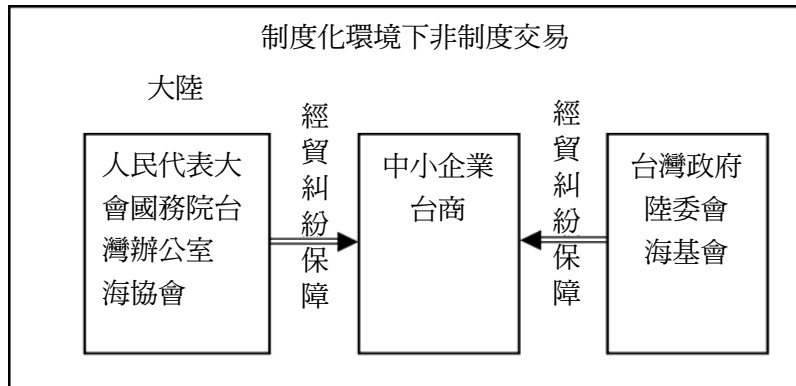 制度化環境下非制度交易
大陸
人民代表大
會國務院台
灣辦公室
海協會
經貿糾紛保障
中小企業
台商
經貿糾紛保障
台灣政府
陸委會
海基會